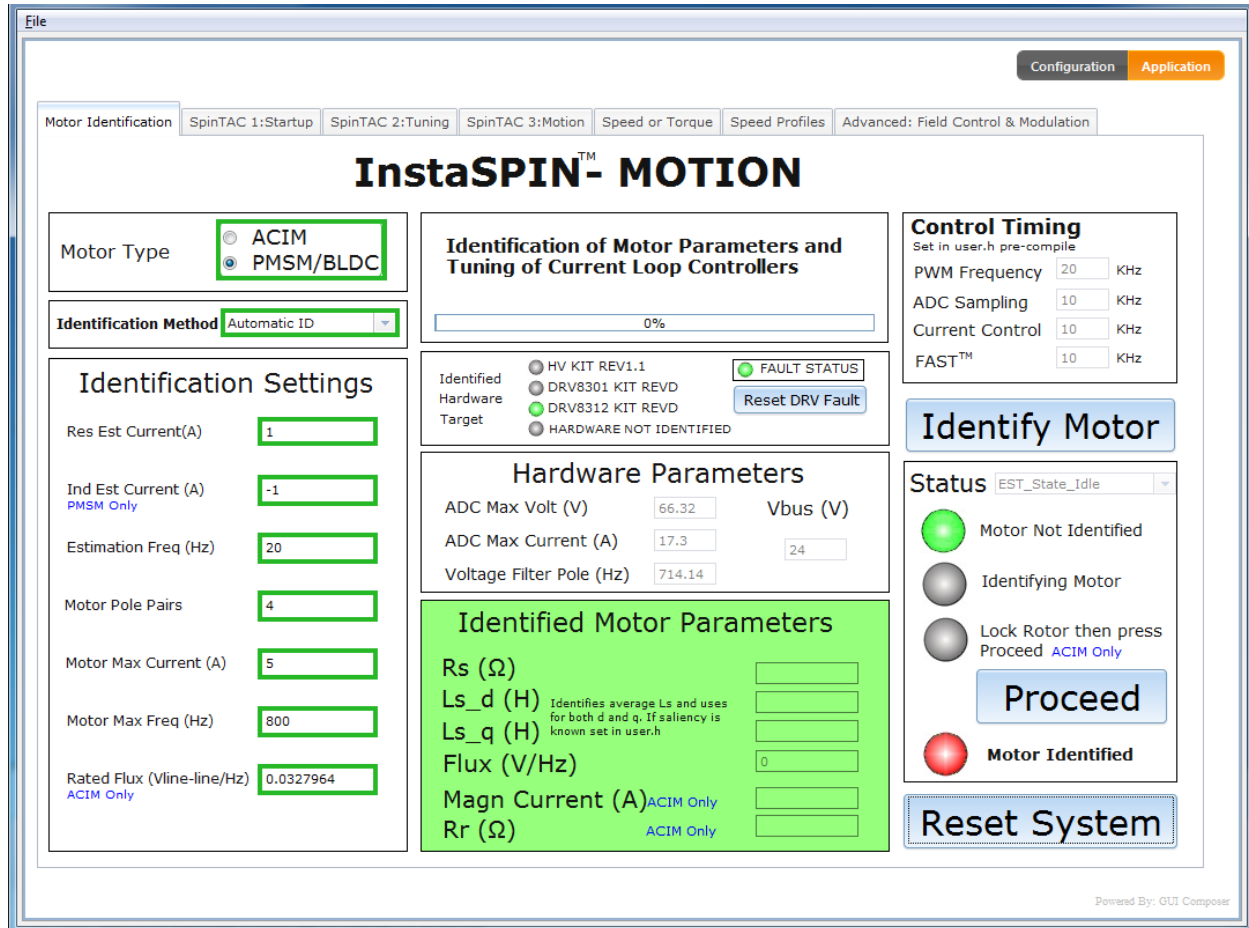 File
Configuration Application
Motor Identification SpinTAC 1:Startup SpinTAC 2:Tuning SpinTAC 3:Motion Speed or Torque Speed Profiles Advanced: Field Control & Modulation
InstaSPIN™- MOTION
Motor Type
ACIM
PMSM/BLDC
Identification Method Automatic ID
Identification Settings
Res Est Current(A) 1
Ind Est Current (A) -1
PMSM Only
Estimation Freq (Hz) 20
Motor Pole Pairs 4
Motor Max Current (A) 5
Motor Max Freq (Hz) 800
Rated Flux (Vline-line/Hz) 0.0327964
ACIM Only
Identification of Motor Parameters and
Tuning of Current Loop Controllers
0%
Identified
Hardware
Target
HV KIT REV1.1
DRV8301 KIT REVD
DRV8312 KIT REVD
HARDWARE NOT IDENTIFIED
FAULT STATUS
Reset DRV Fault
Hardware Parameters
ADC Max Volt (V) 66.32
ADC Max Current (A) 17.3
Voltage Filter Pole (Hz) 714.14
Vbus (V)
24
Identified Motor Parameters
Rs (Ω)
Ls_d (H)
Ls_q (H)
Identifies average Ls and uses
for both d and q. If saliency is
known set in user.h
Flux (V/Hz) 0
Magn Current (A) ACIM Only
Rr (Ω) ACIM Only
Control Timing
Set in user.h pre-compile
PWM Frequency 20 KHz
ADC Sampling 10 KHz
Current Control 10 KHz
FAST™ 10 KHz
Identify Motor
Status EST_State_Idle
Motor Not Identified
Identifying Motor
Lock Rotor then press
Proceed ACIM Only
Proceed
Motor Identified
Reset System
Powered By: GUI Composer